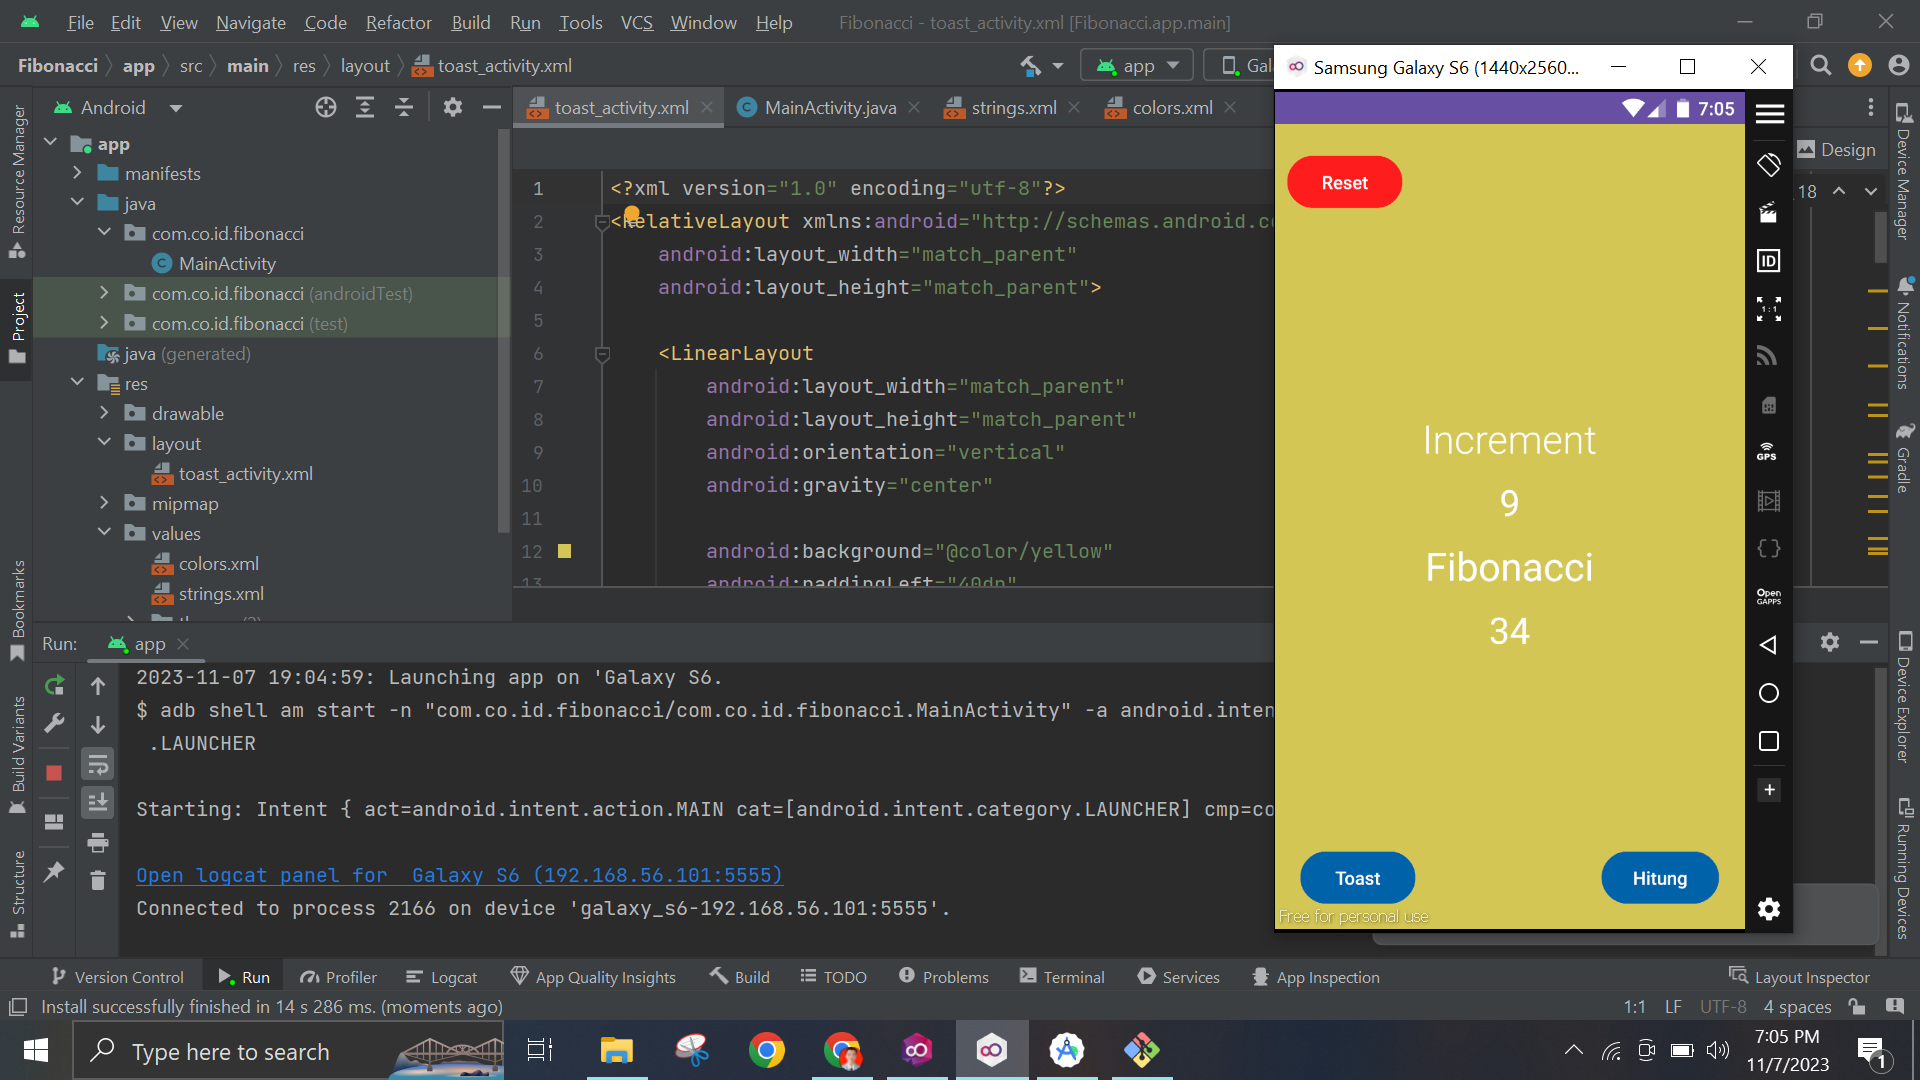 File Edit View Navigate Code Refactor Build Run Tools VCS Window Help Fibonacci - toast_activity.xml [Fibonacci.app.main]
Fibonacci app src main res layout toast_activity.xml
app
Samsung Galaxy S6 (1440x2560...
Android
toast_activity.xml MainActivity.java strings.xml colors.xml
Design
18
app
manifests
java
com.co.id.fibonacci
MainActivity
com.co.id.fibonacci (androidTest)
com.co.id.fibonacci (test)
java (generated)
res
drawable
layout
toast_activity.xml
mipmap
values
colors.xml
strings.xml
1 <?xml version="1.0" encoding="utf-8"?>
2 <RelativeLayout xmlns:android="http://schemas.android.co
3 android:layout_width="match_parent"
4 android:layout_height="match_parent">
5
6 <LinearLayout
7 android:layout_width="match_parent"
8 android:layout_height="match_parent"
9 android:orientation="vertical"
10 android:gravity="center"
11
12 android:background="@color/yellow"
13 android:paddingLeft="40dp"
7:05
Reset
Increment
9
Fibonacci
34
Toast
Hitung
Free for personal use
ID
1:1
GPS
Open GAPPS
Resource Manager
Project
Bookmarks
Build Variants
Structure
Device Manager
Notifications
Gradle
Device Explorer
Running Devices
Run: app
2023-11-07 19:04:59: Launching app on 'Galaxy S6.
$ adb shell am start -n "com.co.id.fibonacci/com.co.id.fibonacci.MainActivity" -a android.inten
.LAUNCHER
Starting: Intent { act=android.intent.action.MAIN cat=[android.intent.category.LAUNCHER] cmp=co
Open logcat panel for Galaxy S6 (192.168.56.101:5555)
Connected to process 2166 on device 'galaxy_s6-192.168.56.101:5555'.
Version Control Run Profiler Logcat App Quality Insights Build TODO Problems Terminal Services App Inspection Layout Inspector
Install successfully finished in 14 s 286 ms. (moments ago) 1:1 LF UTF-8 4 spaces
Type here to search
7:05 PM
11/7/2023
1